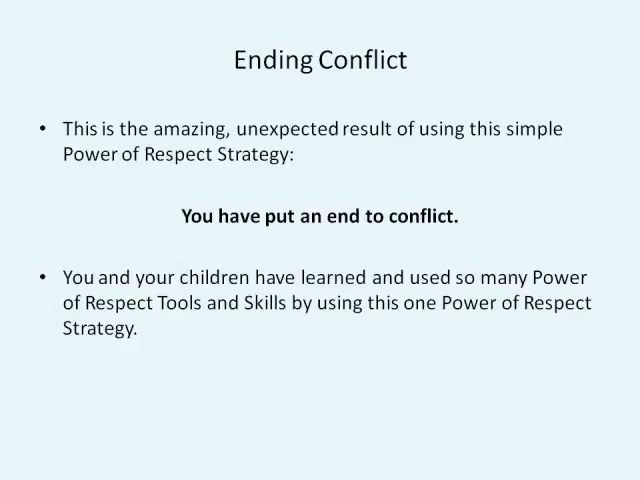 Ending Conflict
• This is the amazing, unexpected result of using this simple
Power of Respect Strategy:
You have put an end to conflict.
• You and your children have learned and used so many Power
of Respect Tools and Skills by using this one Power of Respect
Strategy.